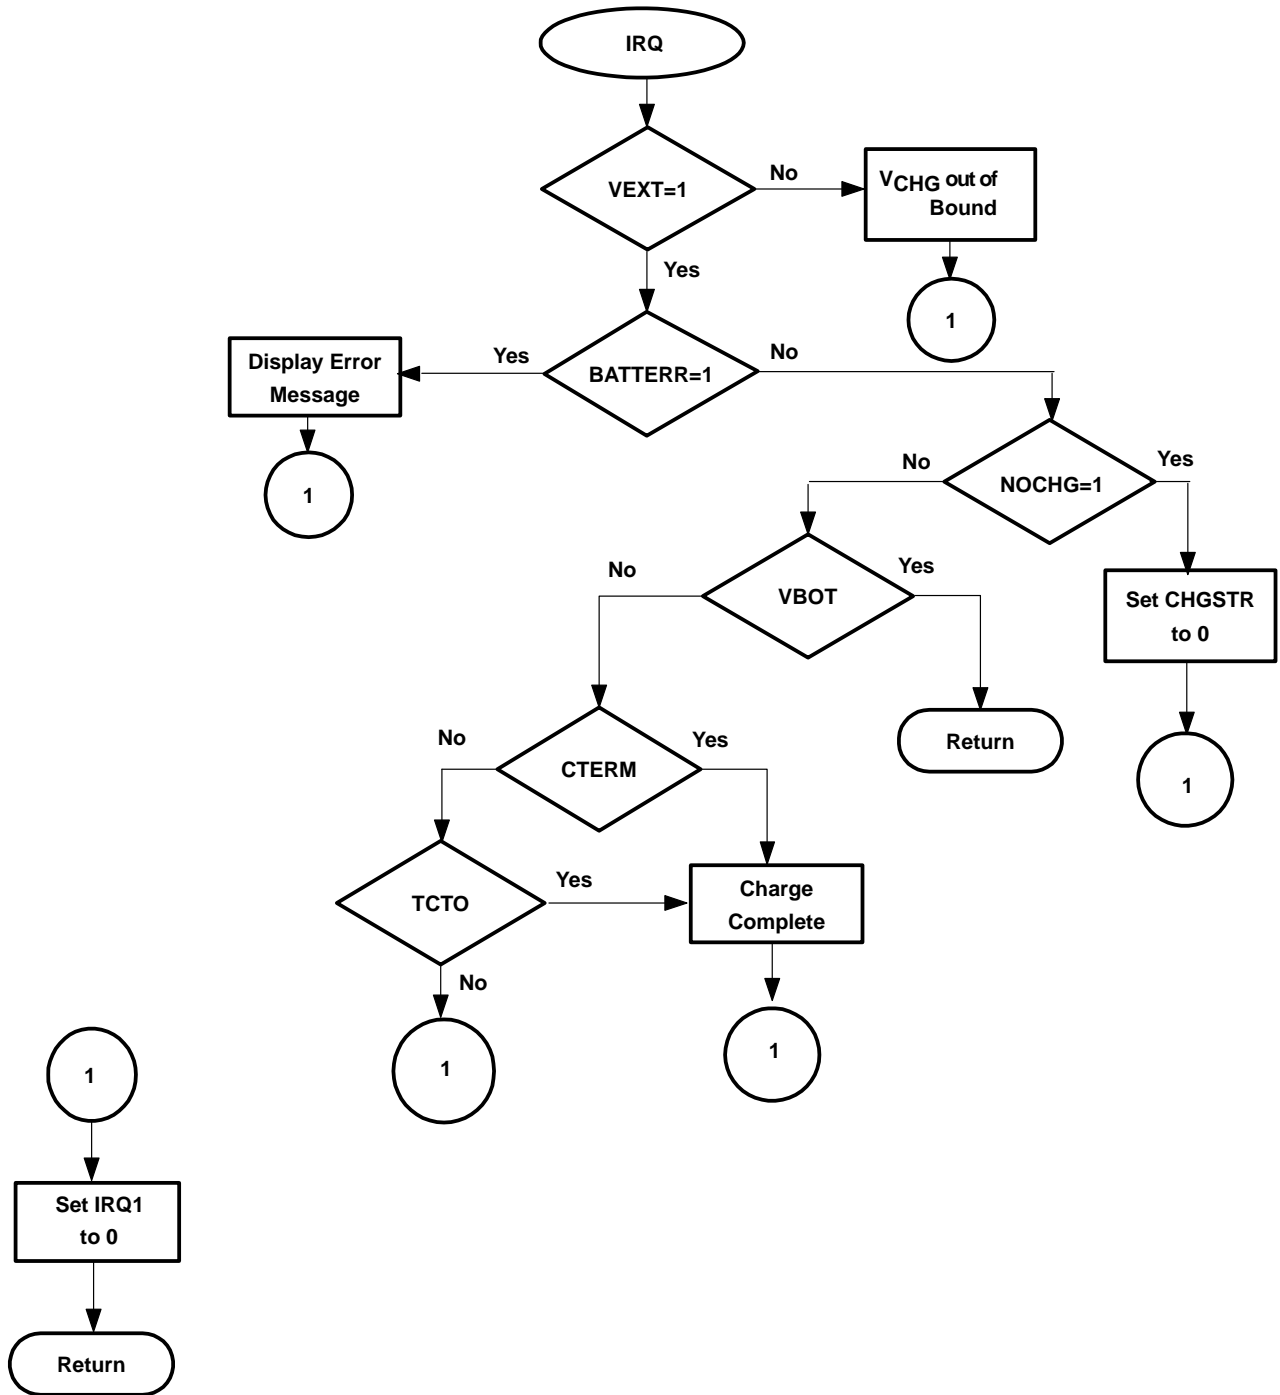 IRQ
VEXT=1
No
VCHG out of
Bound
Yes
1
BATTERR=1
Yes
No
Display Error
Message
1
NOCHG=1
No
Yes
VBOT
No
Yes
Set CHGSTR
to 0
CTERM
No
Yes
Return
1
TCTO
Yes
Charge
Complete
No
1
1
1
Set IRQ1
to 0
Return